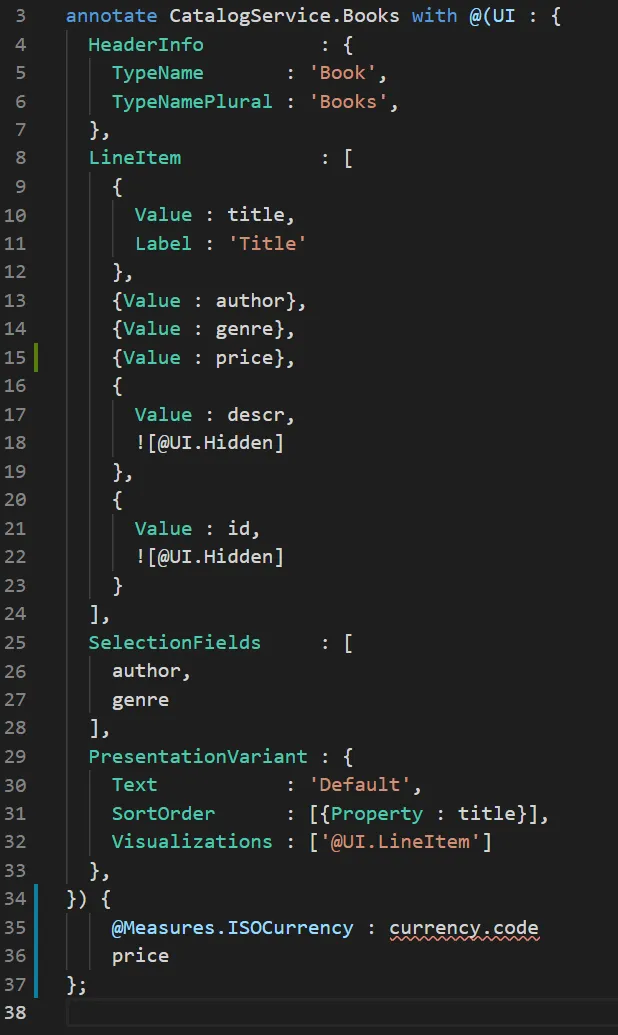 3 annotate CatalogService.Books with @(UI : {
4   HeaderInfo          : {
5     TypeName       : 'Book',
6     TypeNamePlural : 'Books',
7   },
8   LineItem            : [
9     {
10       Value : title,
11       Label : 'Title'
12     },
13     {Value : author},
14     {Value : genre},
15     {Value : price},
16     {
17       Value : descr,
18       ![@UI.Hidden]
19     },
20     {
21       Value : id,
22       ![@UI.Hidden]
23     }
24   ],
25   SelectionFields     : [
26     author,
27     genre
28   ],
29   PresentationVariant : {
30     Text           : 'Default',
31     SortOrder      : [{Property : title}],
32     Visualizations : ['@UI.LineItem']
33   },
34 }) {
35     @Measures.ISOCurrency : currency.code
36     price
37 };
38